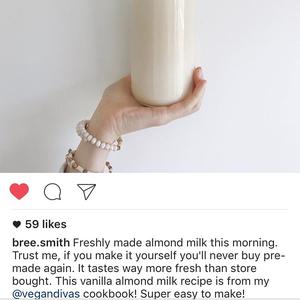 59 likes
bree.smith Freshly made almond milk this morning.
Trust me, if you make it yourself you'll never buy pre-
made again. It tastes way more fresh than store
bought. This vanilla almond milk recipe is from my
@vegandivas cookbook! Super easy to make!